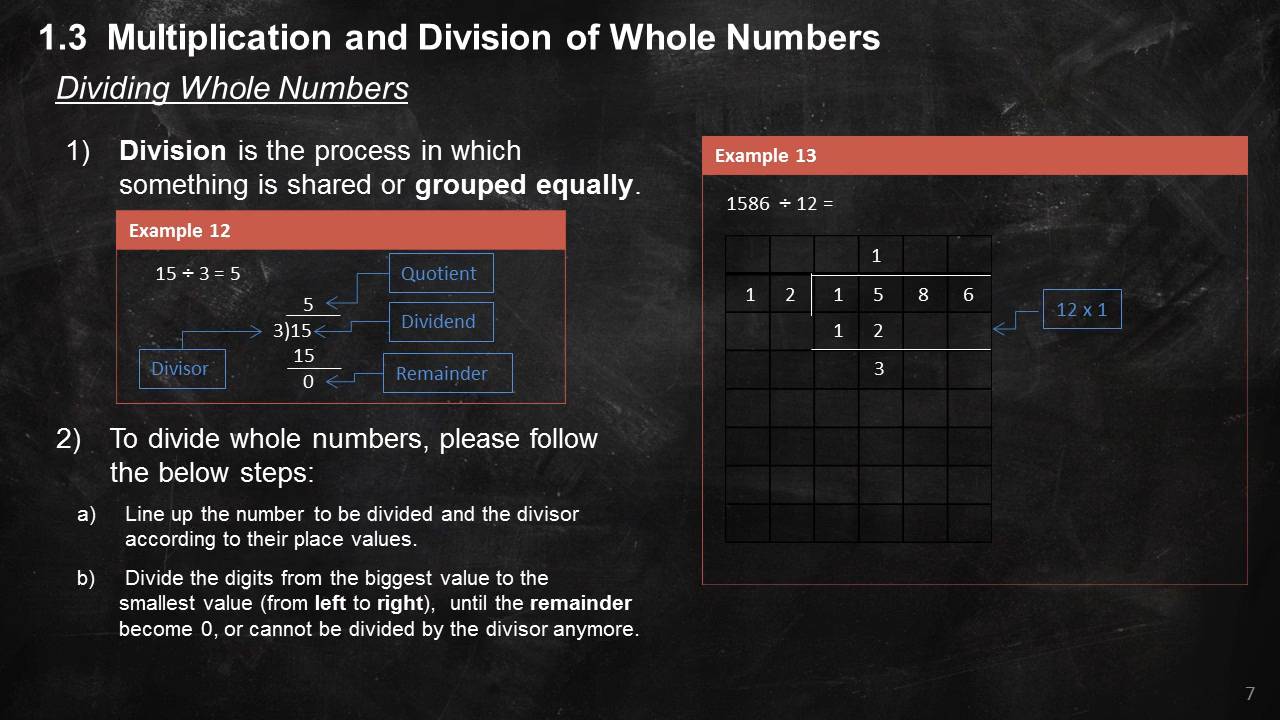 1.3 Multiplication and Division of Whole Numbers
Dividing Whole Numbers
1) Division is the process in which
something is shared or grouped equally.
Example 12
15 ÷ 3 = 5
Quotient
5
Dividend
3)15
15
Divisor
Remainder
0
2) To divide whole numbers, please follow
the below steps:
a) Line up the number to be divided and the divisor
according to their place values.
b) Divide the digits from the biggest value to the
smallest value (from left to right), until the remainder
become 0, or cannot be divided by the divisor anymore.
Example 13
1586 ÷ 12 =
1
1 2 1 5 8 6
12 x 1
1 2
3
7